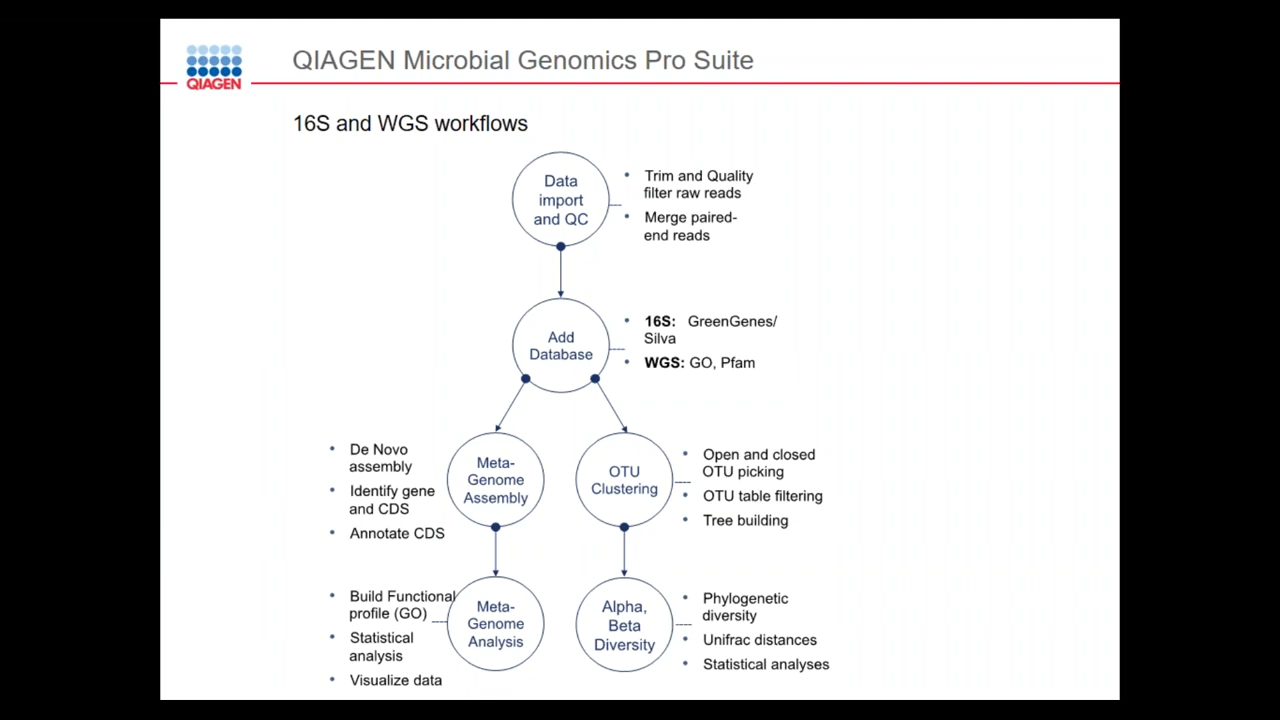 QIAGEN
QIAGEN Microbial Genomics Pro Suite
16S and WGS workflows
Data
import
and QC
• Trim and Quality
filter raw reads
• Merge paired-
end reads
Add
Database
• 16S: GreenGenes/
Silva
• WGS: GO, Pfam
• De Novo
assembly
• Identify gene
and CDS
• Annotate CDS
Meta-
Genome
Assembly
OTU
Clustering
• Open and closed
OTU picking
• OTU table filtering
• Tree building
• Build Functional
profile (GO)
• Statistical
analysis
• Visualize data
Meta-
Genome
Analysis
Alpha,
Beta
Diversity
• Phylogenetic
diversity
• Unifrac distances
• Statistical analyses